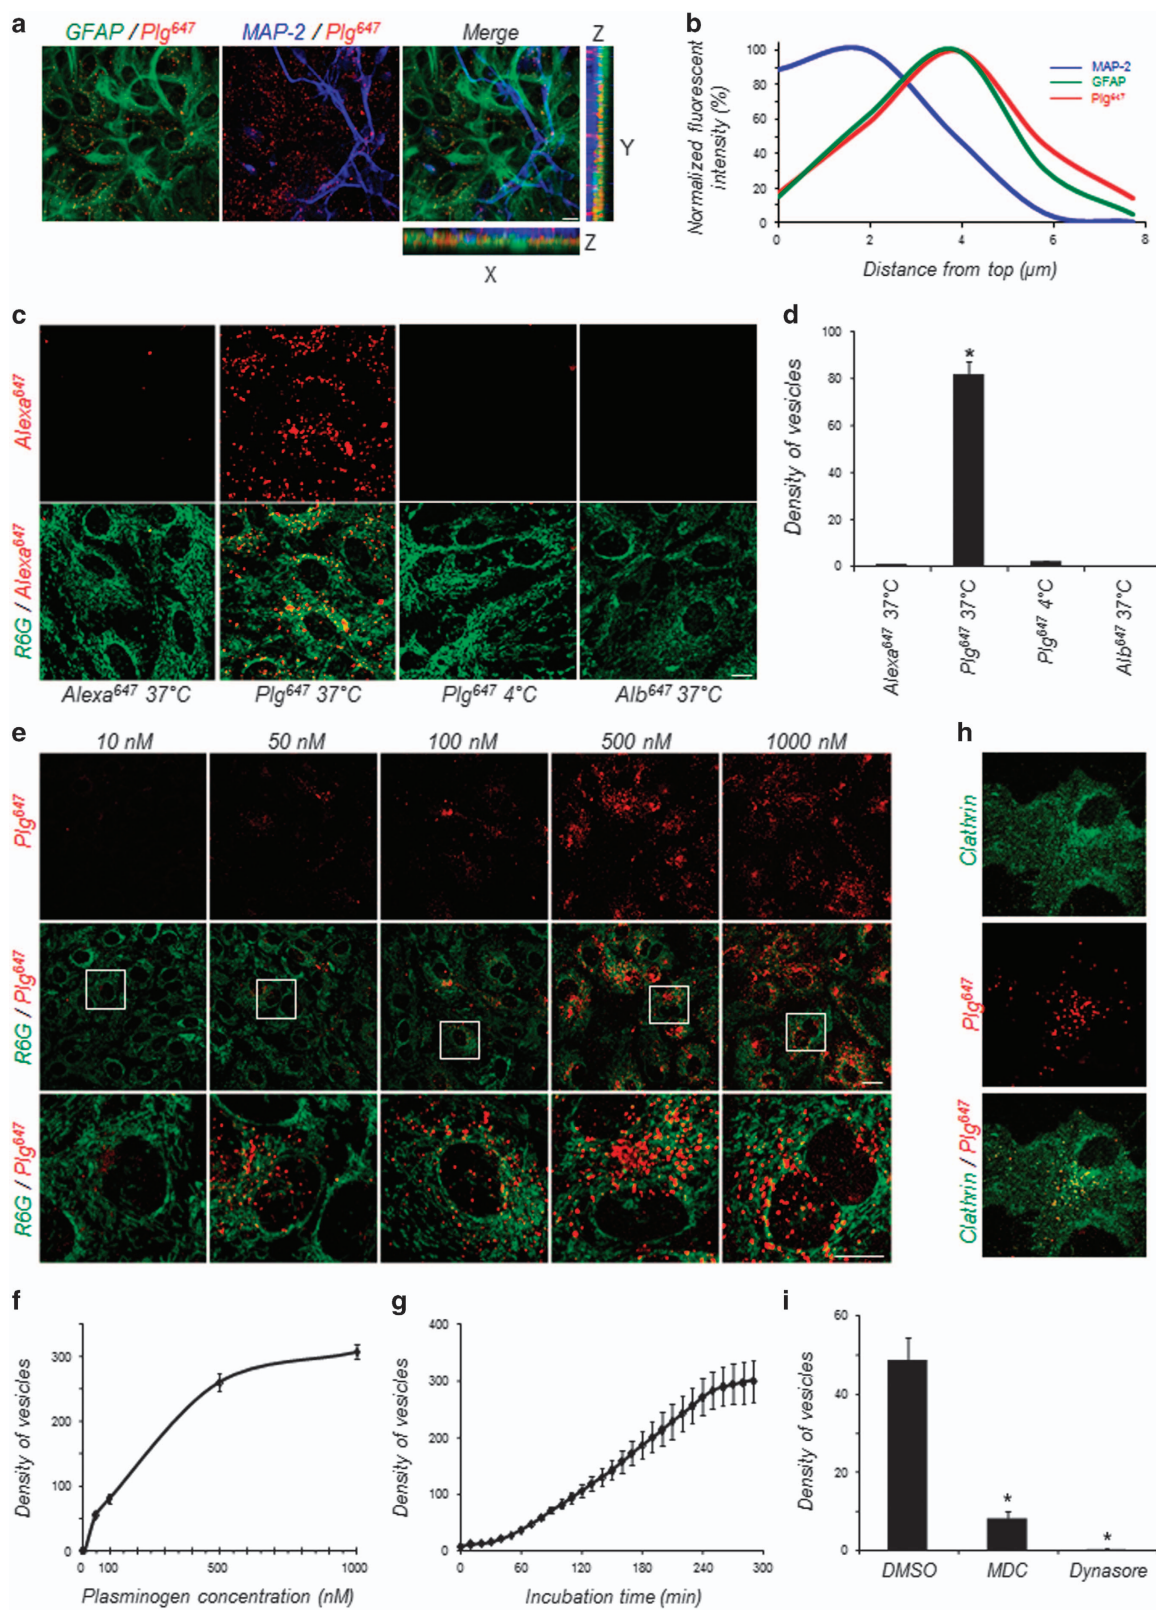 a
GFAP / Plg⁶⁴⁷
MAP-2 / Plg⁶⁴⁷
Merge
Z
Y
Z
X
b
Normalized fluorescent
intensity (%)
100
80
60
40
20
0
MAP-2
GFAP
Plg⁶⁴⁷
0 2 4 6 8
Distance from top (µm)
c
Alexa⁶⁴⁷
R6G / Alexa⁶⁴⁷
Alexa⁶⁴⁷ 37°C
Plg⁶⁴⁷ 37°C
Plg⁶⁴⁷ 4°C
Alb⁶⁴⁷ 37°C
d
Density of vesicles
100
80
60
40
20
0
*
Alexa⁶⁴⁷ 37°C
Plg⁶⁴⁷ 37°C
Plg⁶⁴⁷ 4°C
Alb⁶⁴⁷ 37°C
e
10 nM
50 nM
100 nM
500 nM
1000 nM
Plg⁶⁴⁷
R6G / Plg⁶⁴⁷
R6G / Plg⁶⁴⁷
h
Clathrin
Plg⁶⁴⁷
Clathrin / Plg⁶⁴⁷
f
Density of vesicles
300
200
100
0
0 100 500 1000
Plasminogen concentration (nM)
g
Density of vesicles
400
300
200
100
0
0 60 120 180 240 300
Incubation time (min)
i
Density of vesicles
60
40
20
0
*
*
DMSO MDC Dynasore